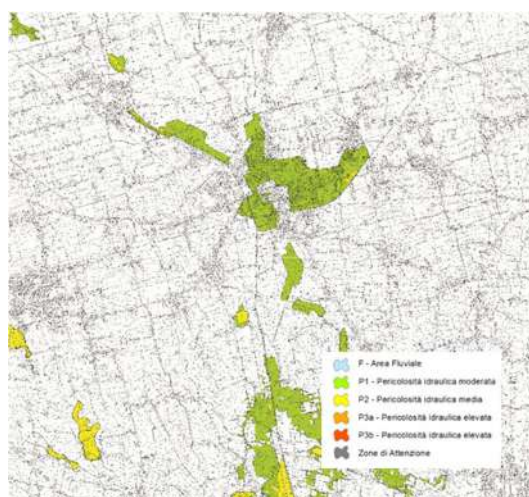 F - Area Fluviale
P1 - Pericolosità idraulica moderata
P2 - Pericolosità idraulica media
P3a - Pericolosità idraulica elevata
P3b - Pericolosità idraulica elevata
Zone di Attenzione